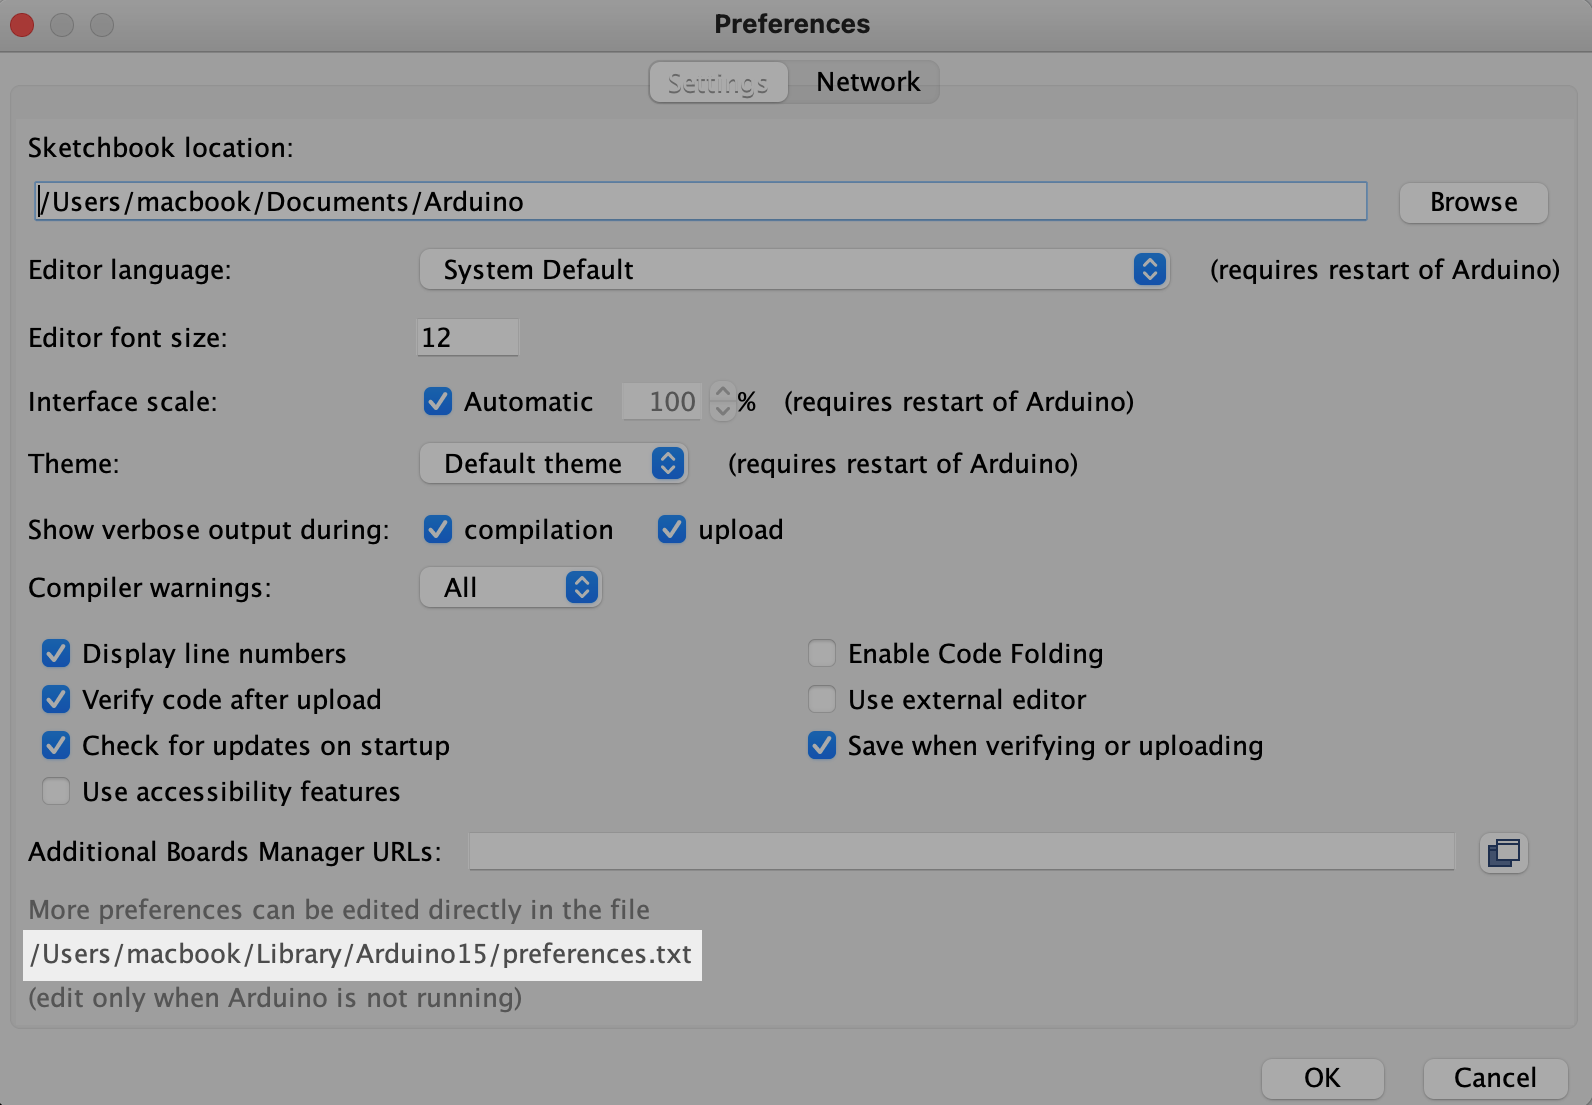 Preferences
Settings Network
Sketchbook location:
/Users/macbook/Documents/Arduino Browse
Editor language: System Default (requires restart of Arduino)
Editor font size: 12
Interface scale: Automatic 100 % (requires restart of Arduino)
Theme: Default theme (requires restart of Arduino)
Show verbose output during: compilation upload
Compiler warnings: All
Display line numbers Enable Code Folding
Verify code after upload Use external editor
Check for updates on startup Save when verifying or uploading
Use accessibility features
Additional Boards Manager URLs:
More preferences can be edited directly in the file
/Users/macbook/Library/Arduino15/preferences.txt
(edit only when Arduino is not running)
OK Cancel